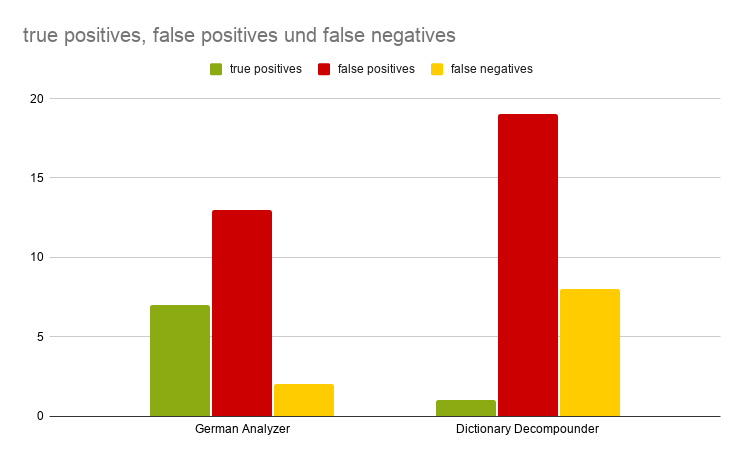 true positives, false positives und false negatives
true positives false positives false negatives
20
15
10
5
0
German Analyzer Dictionary Decompounder